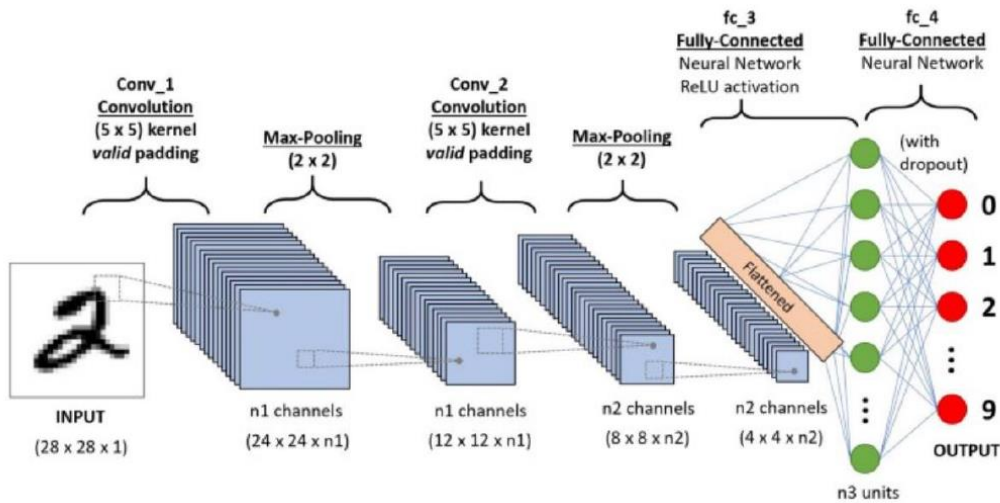 Conv_1
Convolution
(5 x 5) kernel
valid padding
Max-Pooling
(2 x 2)
Conv_2
Convolution
(5 x 5) kernel
valid padding
Max-Pooling
(2 x 2)
fc_3
Fully-Connected
Neural Network
ReLU activation
fc_4
Fully-Connected
Neural Network
(with
dropout)
Flattened
0
1
2
9
INPUT
(28 x 28 x 1)
n1 channels
(24 x 24 x n1)
n1 channels
(12 x 12 x n1)
n2 channels
(8 x 8 x n2)
n2 channels
(4 x 4 x n2)
n3 units
OUTPUT
2